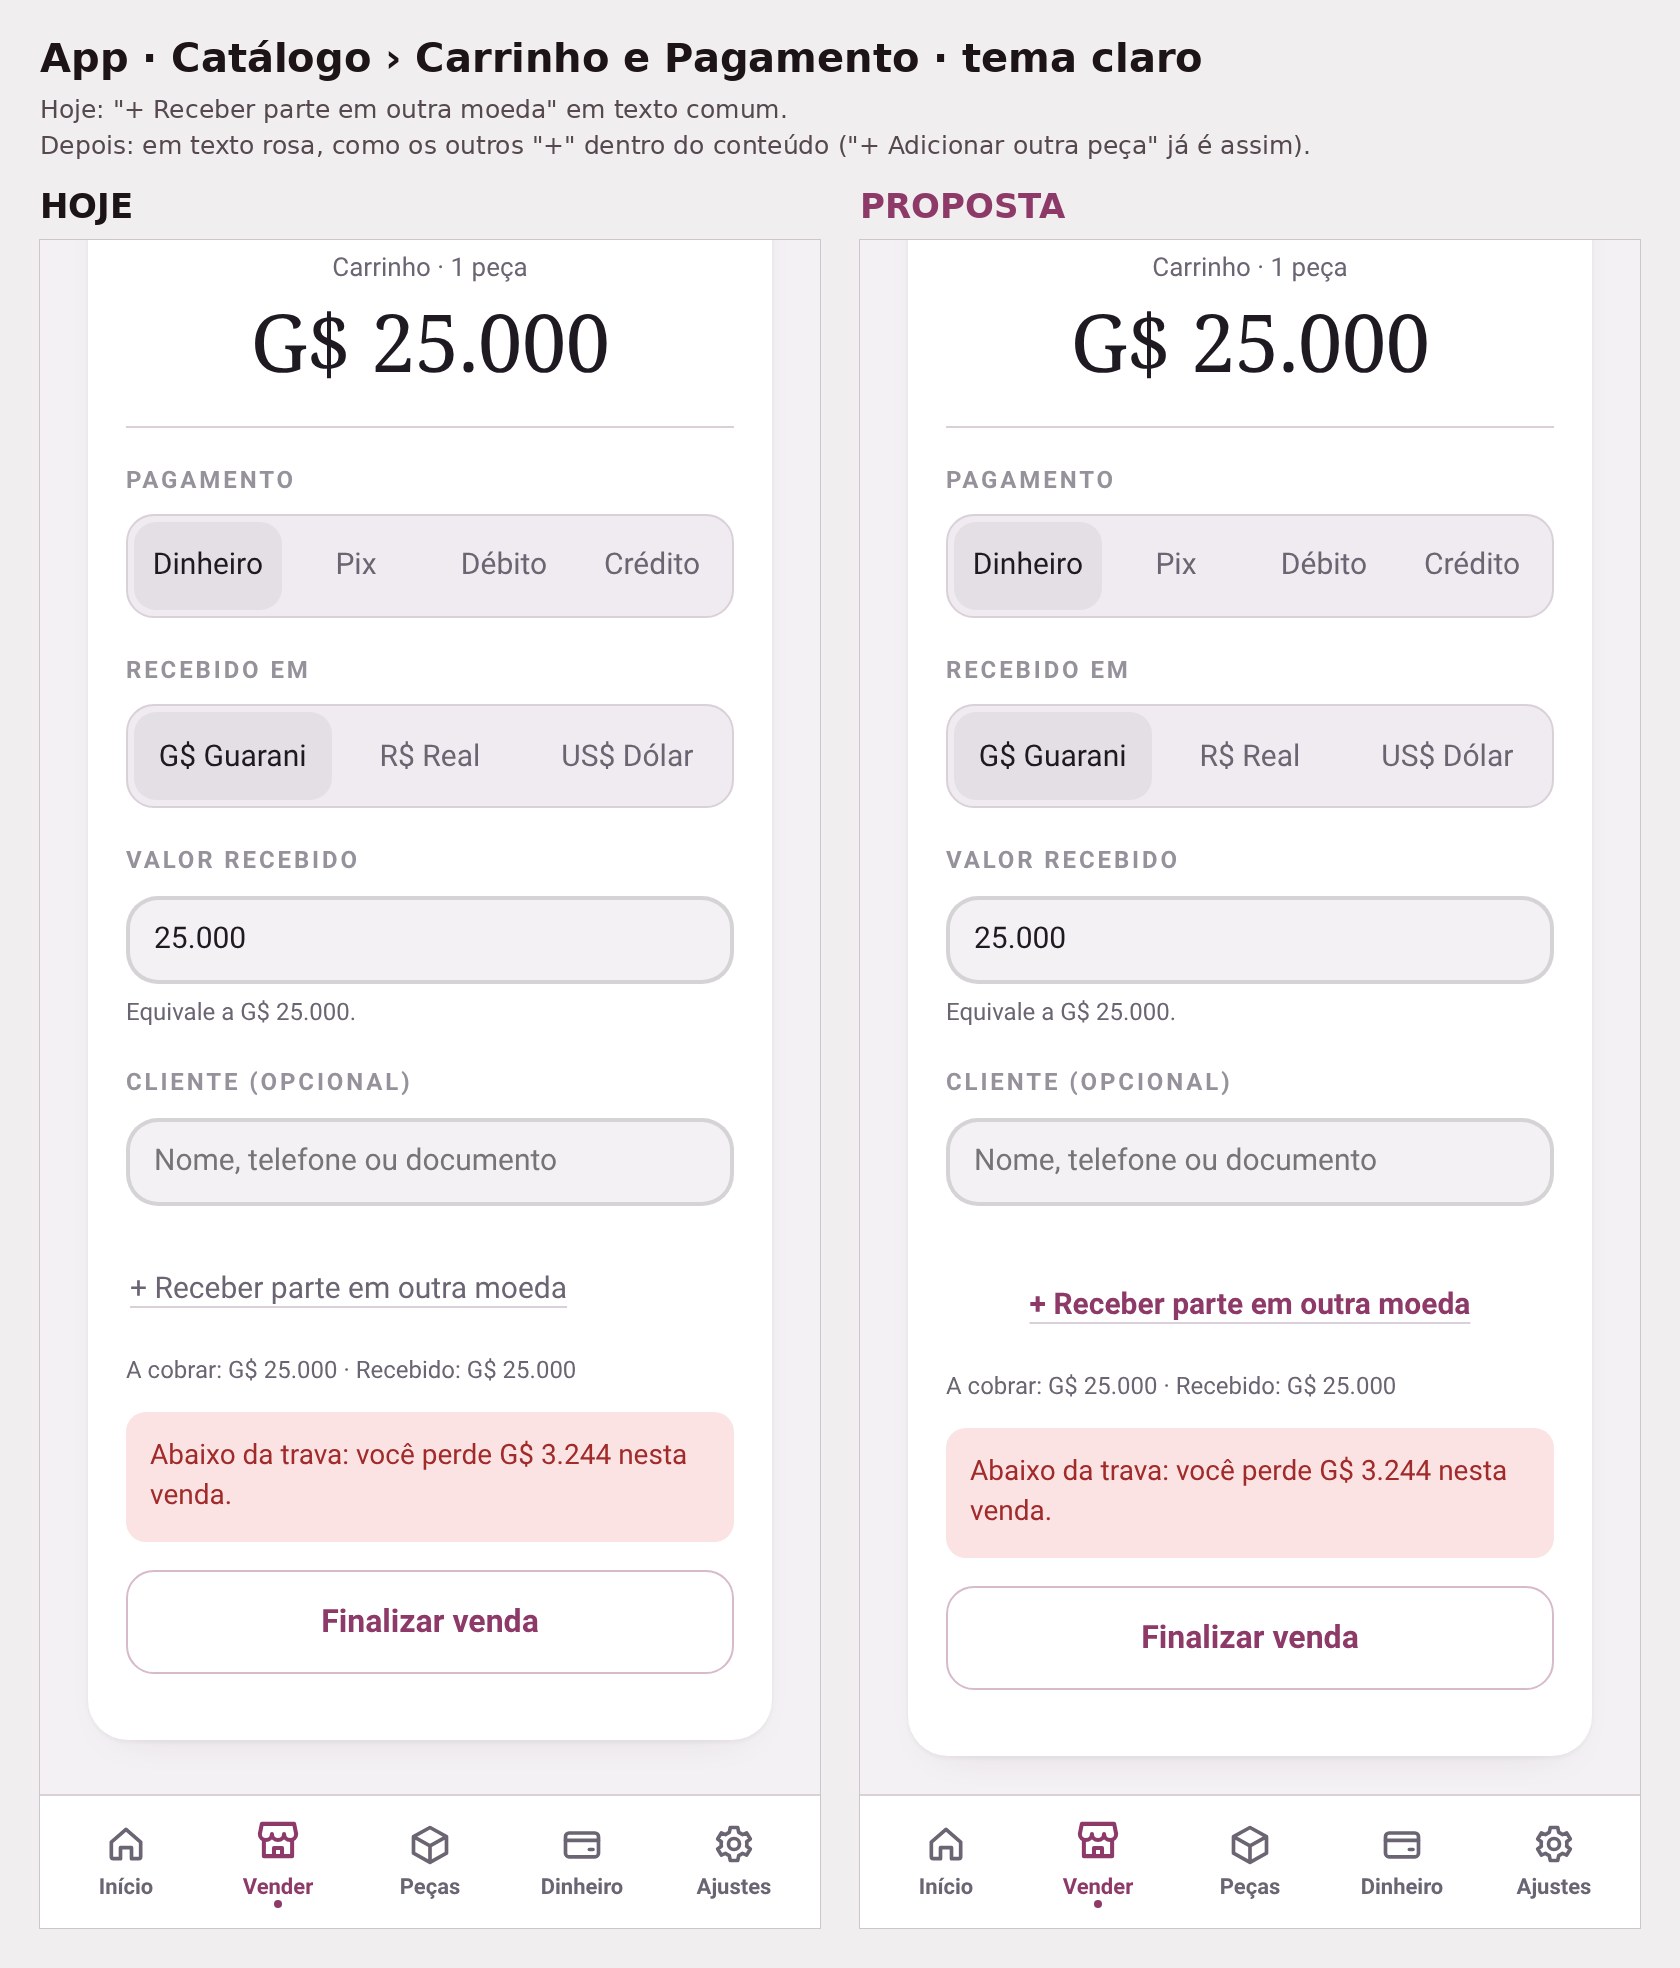 App · Catálogo › Carrinho e Pagamento · tema claro
Hoje: "+ Receber parte em outra moeda" em texto comum.
Depois: em texto rosa, como os outros "+" dentro do conteúdo ("+ Adicionar outra peça" já é assim).
HOJE
Carrinho · 1 peça
G$ 25.000
PAGAMENTO
Dinheiro Pix Débito Crédito
RECEBIDO EM
G$ Guarani R$ Real US$ Dólar
VALOR RECEBIDO
25.000
Equivale a G$ 25.000.
CLIENTE (OPCIONAL)
Nome, telefone ou documento
+ Receber parte em outra moeda
A cobrar: G$ 25.000 · Recebido: G$ 25.000
Abaixo da trava: você perde G$ 3.244 nesta
venda.
Finalizar venda
Início Vender Peças Dinheiro Ajustes
PROPOSTA
Carrinho · 1 peça
G$ 25.000
PAGAMENTO
Dinheiro Pix Débito Crédito
RECEBIDO EM
G$ Guarani R$ Real US$ Dólar
VALOR RECEBIDO
25.000
Equivale a G$ 25.000.
CLIENTE (OPCIONAL)
Nome, telefone ou documento
+ Receber parte em outra moeda
A cobrar: G$ 25.000 · Recebido: G$ 25.000
Abaixo da trava: você perde G$ 3.244 nesta
venda.
Finalizar venda
Início Vender Peças Dinheiro Ajustes